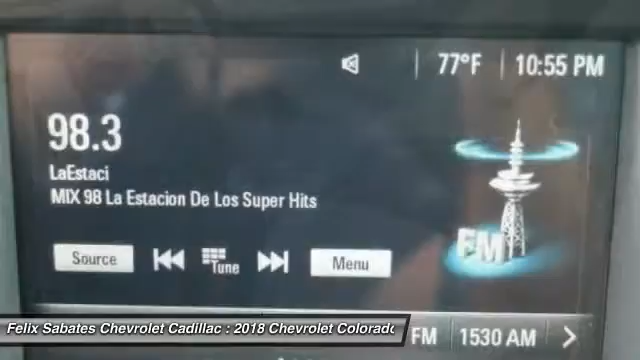 77°F 10:55 PM
98.3
LaEstaci
MIX 98 La Estacion De Los Super Hits
FM
Source Tune Menu
Felix Sabates Chevrolet Cadillac : 2018 Chevrolet Colorado
FM 1530 AM